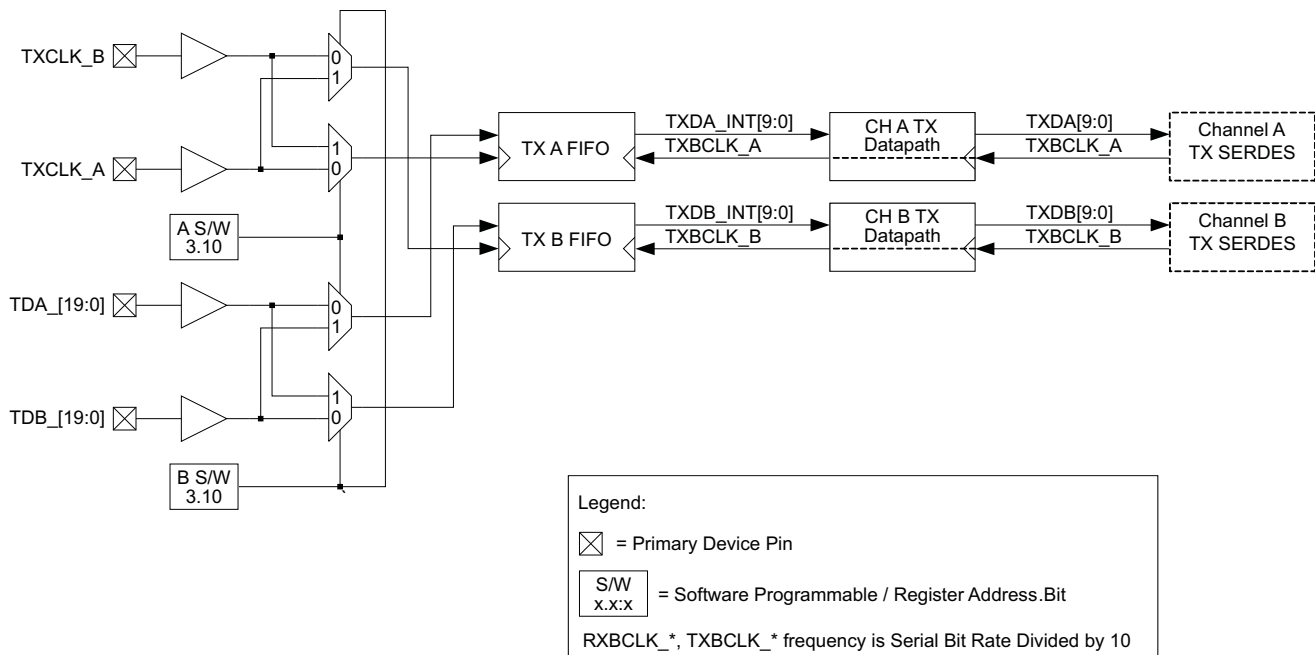 TXCLK_B
0
1
TXCLK_A
1
0
A S/W
3.10
TDA_[19:0]
0
1
TDB_[19:0]
1
0
B S/W
3.10
TX A FIFO
TXDA_INT[9:0]
TXBCLK_A
CH A TX
Datapath
TXDA[9:0]
TXBCLK_A
Channel A
TX SERDES
TX B FIFO
TXDB_INT[9:0]
TXBCLK_B
CH B TX
Datapath
TXDB[9:0]
TXBCLK_B
Channel B
TX SERDES
Legend:
= Primary Device Pin
S/W
x.x:x
= Software Programmable / Register Address.Bit
RXBCLK_*, TXBCLK_* frequency is Serial Bit Rate Divided by 10